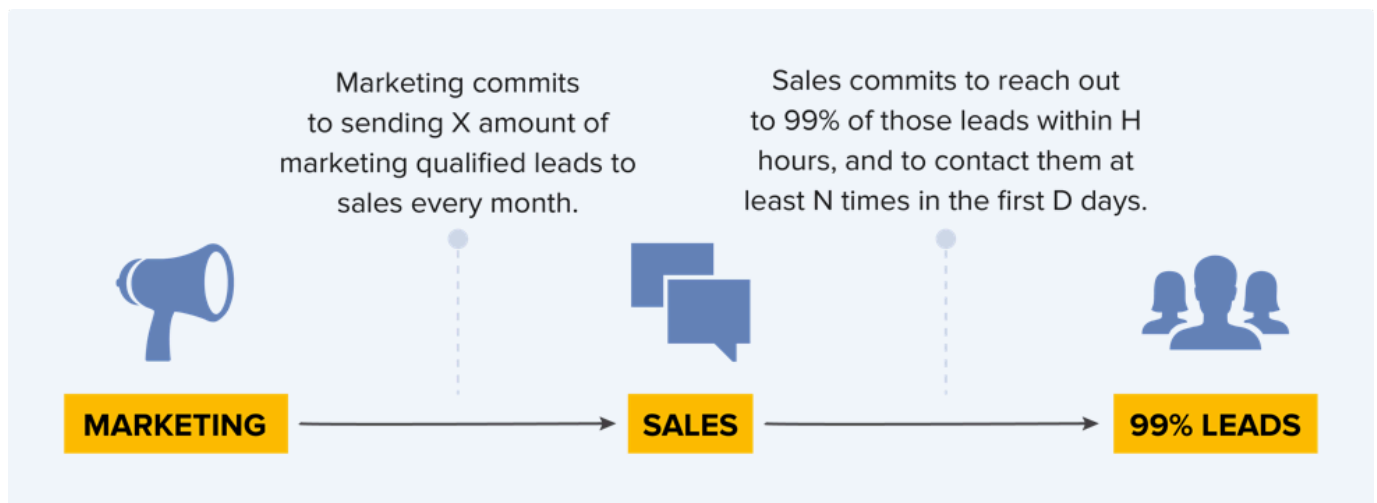 Marketing commits
to sending X amount of
marketing qualified leads to
sales every month.
Sales commits to reach out
to 99% of those leads within H
hours, and to contact them at
least N times in the first D days.
MARKETING
SALES
99% LEADS